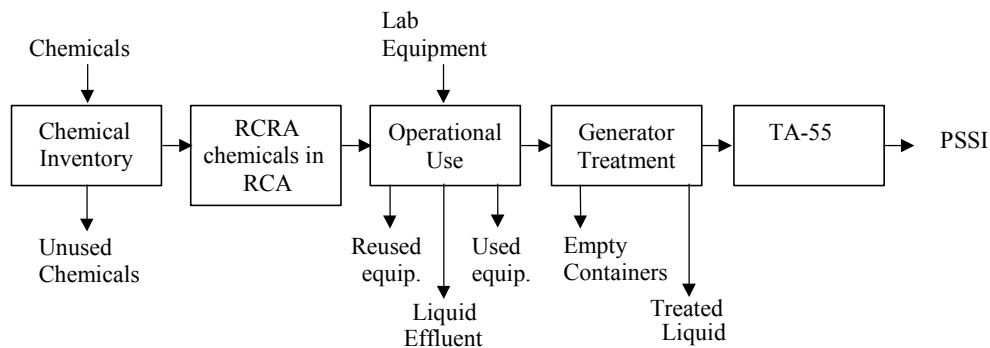 Chemicals
Lab
Equipment
Chemical
Inventory
RCRA
chemicals in
RCA
Operational
Use
Generator
Treatment
TA-55
PSSI
Unused
Chemicals
Reused
equip.
Liquid
Effluent
Used
equip.
Empty
Containers
Treated
Liquid